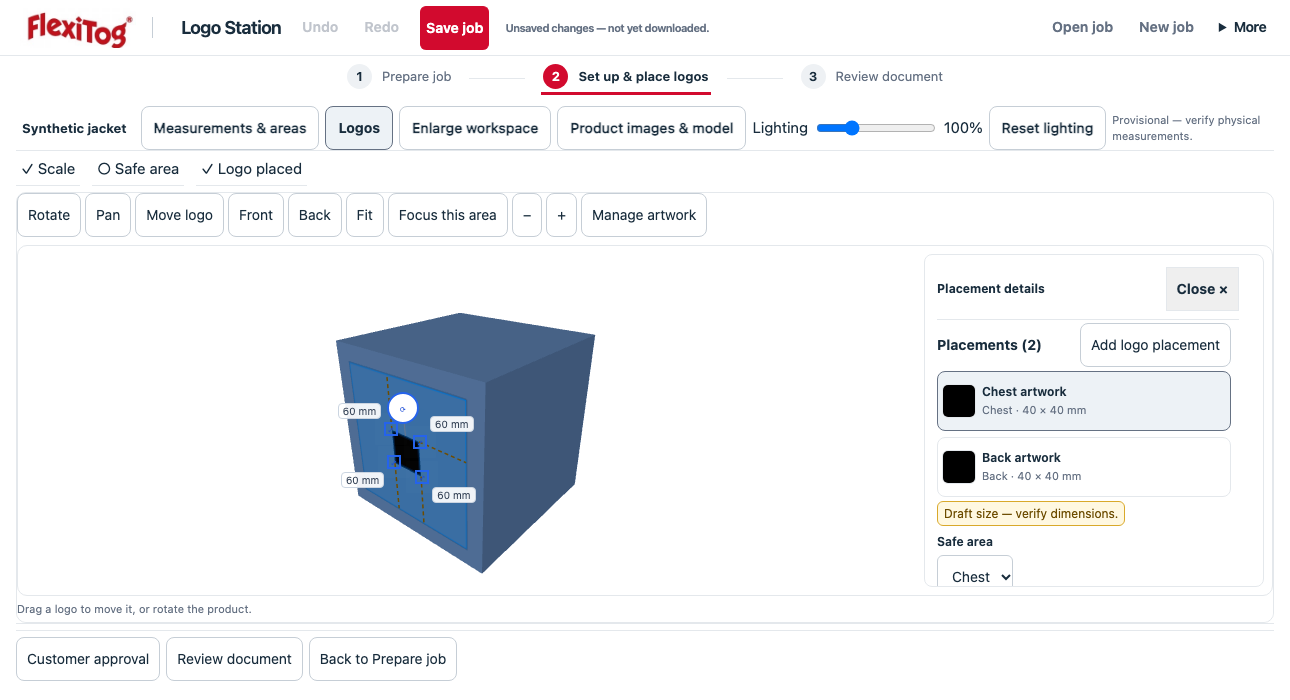 FlexiTog®
Logo Station
Undo
Redo
Save job
Unsaved changes — not yet downloaded.
Open job
New job
▶ More
1 Prepare job
2 Set up & place logos
3 Review document
Synthetic jacket
Measurements & areas
Logos
Enlarge workspace
Product images & model
Lighting
100%
Reset lighting
Provisional — verify physical
measurements.
✓ Scale
Safe area
✓ Logo placed
Rotate
Pan
Move logo
Front
Back
Fit
Focus this area
−
+
Manage artwork
60 mm
60 mm
60 mm
60 mm
Placement details
Close ×
Placements (2)
Add logo placement
Chest artwork
Chest · 40 × 40 mm
Back artwork
Back · 40 × 40 mm
Draft size — verify dimensions.
Safe area
Chest
Drag a logo to move it, or rotate the product.
Customer approval
Review document
Back to Prepare job